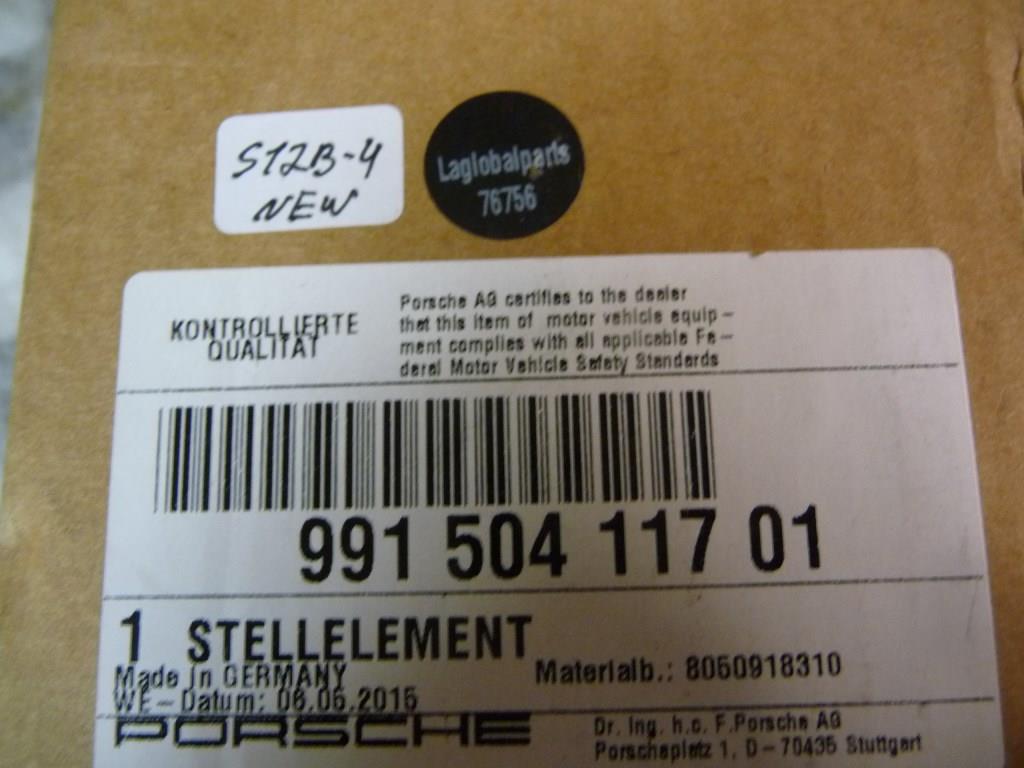 S12B-4
NEW
Laglobalparts
76756
KONTROLLIERTE
QUALITÄT
Porsche AG certifies to the dealer
that this item of motor vehicle equip-
ment complies with all applicable Fe-
deral Motor Vehicle Safety Standards
991 504 117 01
1 STELLELEMENT
Made in GERMANY
Materialb.: 8050918310
WE-Datum: 06.05.2015
PORSCHE
Dr. Ing. h.c. F.Porsche AG
Porscheplatz 1, D-70435 Stuttgart